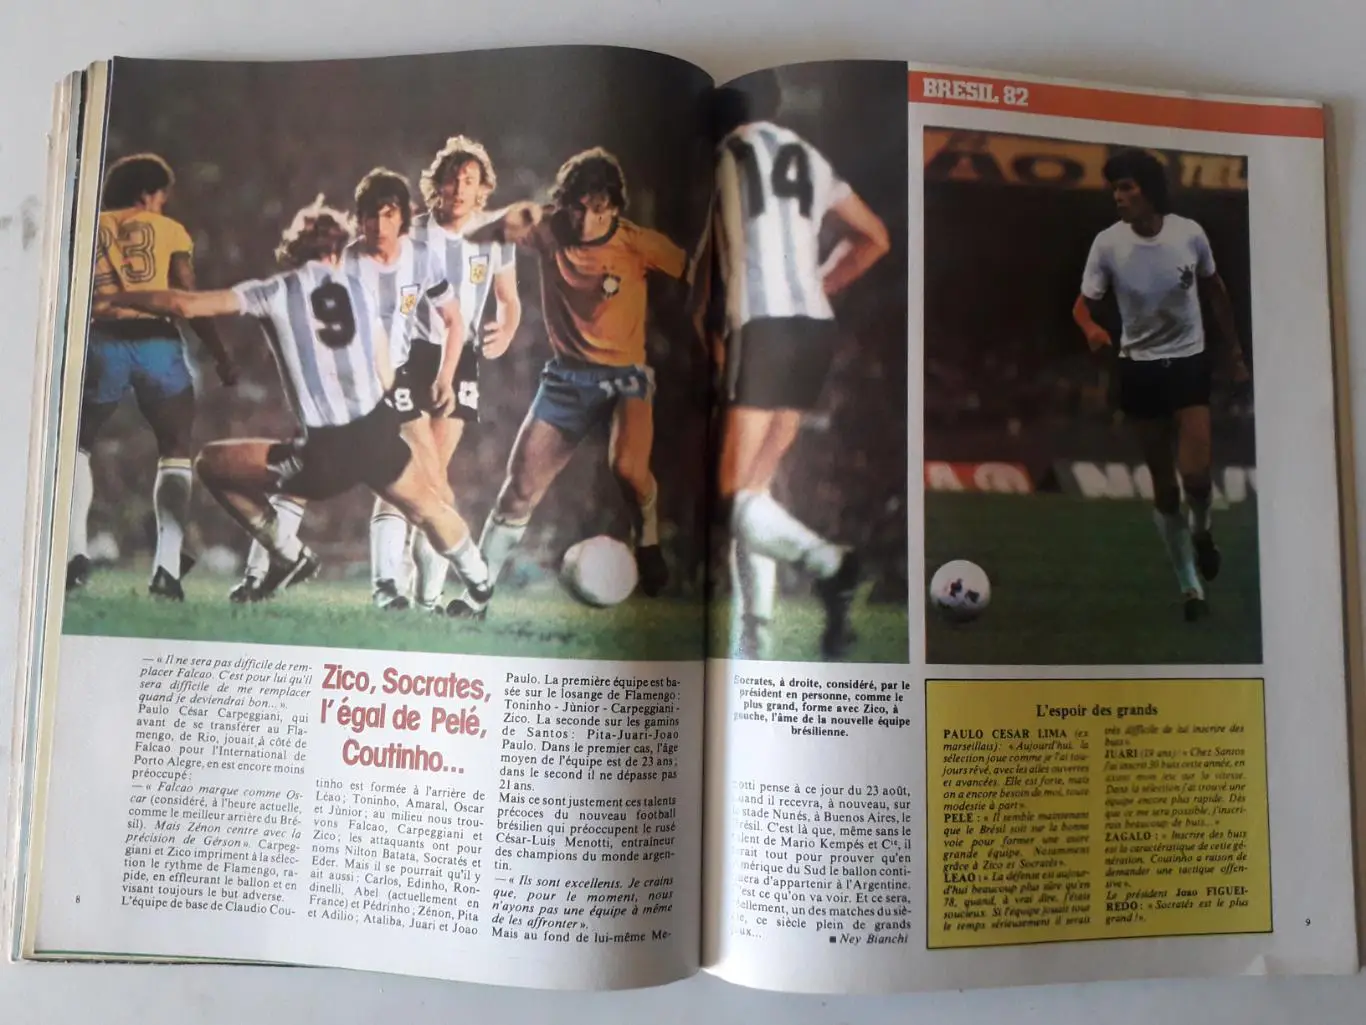 BRESIL 82
23
9
8
10
14
— « Il ne sera pas difficile de rem-
placer Falcao. C'est pour lui qu'il
sera difficile de me remplacer
quand je deviendrai bon... ».
Paulo César Carpeggiani, qui
avant de se transférer au Fla-
mengo, de Rio, jouait à côté de
Falcao pour l'International de
Porto Alegre, en est encore moins
préoccupé :
— « Falcao marque comme Os-
car (considéré, à l'heure actuelle,
comme le meilleur arrière du Bré-
sil). Mais Zénon centre avec la
précision de Gérson». Carpeg-
giani et Zico impriment à la sélec-
tion le rythme de Flamengo, ra-
pide, en effleurant le ballon et en
visant toujours le but adverse.
L'équipe de base de Claudio Cou-
Zico, Socrates,
l'égal de Pelé,
Coutinho...
tinho est formée à l'arrière de
Léao ; Toninho, Amaral, Oscar
et Jùnior ; au milieu nous trou-
vons Falcao, Carpeggiani et
Zico ; les attaquants ont pour
noms Nilton Batata, Socratés et
Eder. Mais il se pourrait qu'il y
ait aussi : Carlos, Edinho, Ron-
dinelli, Abel (actuellement en
France) et Pédrinho ; Zénon, Pita
et Adilio ; Ataliba, Juari et Joao
Paulo. La première équipe est ba-
sée sur le losange de Flamengo :
Toninho - Jùnior - Carpeggiani-
Zico. La seconde sur les gamins
de Santos : Pita-Juari-Joao
Paulo. Dans le premier cas, l'âge
moyen de l'équipe est de 23 ans ;
dans le second il ne dépasse pas
21 ans.
Mais ce sont justement ces talents
précoces du nouveau football
brésilien qui préoccupent le rusé
César-Luis Menotti, entraîneur
des champions du monde argen-
tin.
— « Ils sont excellents. Je crains
que, pour le moment, nous
n'ayons pas une équipe à même
de les affronter ».
Mais au fond de lui-même Me-
8
Socrates, à droite, considéré, par le
président en personne, comme le
plus grand, forme avec Zico, à
gauche, l'âme de la nouvelle équipe
brésilienne.
otti pense à ce jour du 23 août,
quand il recevra, à nouveau, sur
le stade Nunés, à Buenos Aires, le
Brésil. C'est là que, même sans le
talent de Mario Kempés et Cie, il
pour prouver qu'en
mérique du Sud le ballon conti-
uera d'appartenir à l'Argentine.
C'est ce qu'on va voir. Et ce sera,
ellement, un des matches du siè-
e, ce siècle plein de grands
■ Ney Bianchi
L'espoir des grands
PAULO CESAR LIMA (ex
marseillais) : « Aujourd'hui, la
sélection joue comme je l'ai tou-
jours rêvé, avec les ailes ouvertes
et avancées. Elle est forte, mais
on a encore besoin de moi, toute
modestie à part ».
PELE : « Il semble maintenant
que le Brésil soit sur la bonne
voie pour former une autre
grande équipe. Notamment
grâce à Zico et Socratés».
LEAO : « La défense est aujour-
d'hui beaucoup plus sûre qu'en
78, quand, à vrai dire, j'étais
soucieux. Si l'équipe jouait tout
le temps sérieusement il serait
très difficile de lui inscrire des
buts ».
JUARI (19 ans) : « Chez Santos
j'ai inscrit 30 buts cette année, en
axant mon jeu sur la vitesse.
Dans la sélection j'ai trouvé une
équipe encore plus rapide. Dès
que ce me sera possible, j'inscri-
rais beaucoup de buts...»
ZAGALO : « Inscrire des buts
est la caractéristique de cette gé-
nération. Coutinho a raison de
demander une tactique offen-
sive ».
Le président Joao FIGUEI-
REDO : « Socratés est le plus
grand !».
9